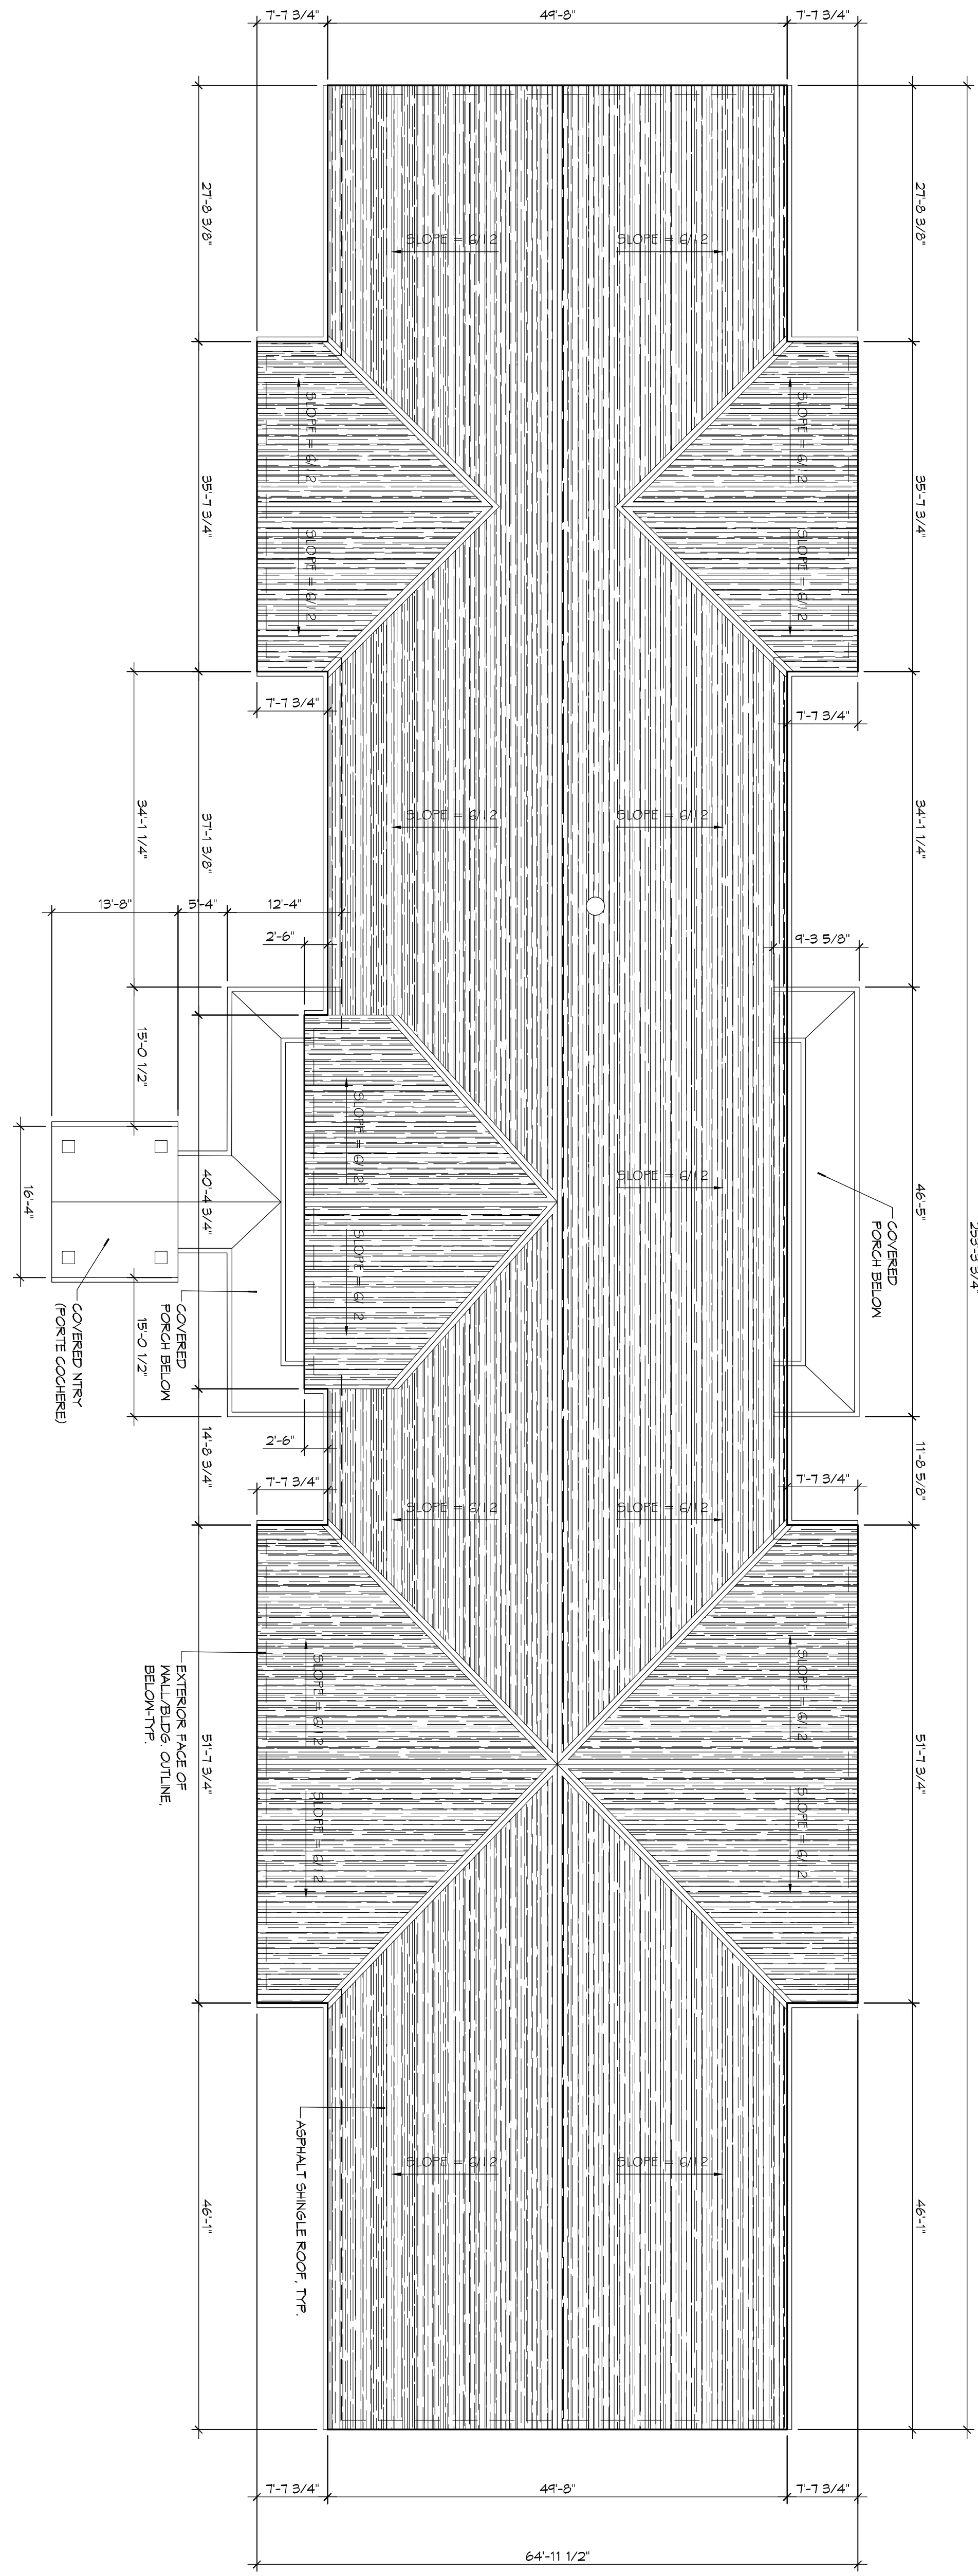 7'-7 3/4"
49'-8"
7'-7 3/4"
27'-8 3/8"
27'-8 3/8"
SLOPE = 6/12
SLOPE = 6/12
SLOPE = 6/12
SLOPE = 6/12
35'-7 3/4"
35'-7 3/4"
SLOPE = 6/12
SLOPE = 6/12
7'-7 3/4"
7'-7 3/4"
34'-1 1/4"
37'-1 3/8"
SLOPE = 6/12
SLOPE = 6/12
34'-1 1/4"
13'-8"
5'-4"
12'-4"
2'-6"
9'-3 5/8"
15'-0 1/2"
SLOPE = 6/12
16'-4"
40'-4 3/4"
SLOPE = 6/12
46'-5"
253'-3 3/4"
COVERED
PORCH BELOW
SLOPE = 6/12
COVERED NTRY
(PORTE COCHERE)
15'-0 1/2"
COVERED
PORCH BELOW
14'-8 3/4"
2'-6"
11'-8 5/8"
7'-7 3/4"
7'-7 3/4"
SLOPE = 6/12
SLOPE = 6/12
EXTERIOR FACE OF
WALL/BLDG. OUTLINE,
BELOW-TYP.
SLOPE = 6/12
SLOPE = 6/12
51'-7 3/4"
51'-7 3/4"
SLOPE = 6/12
SLOPE = 6/12
ASPHALT SHINGLE ROOF, TYP.
SLOPE = 6/12
SLOPE = 6/12
46'-1"
46'-1"
7'-7 3/4"
49'-8"
7'-7 3/4"
64'-11 1/2"